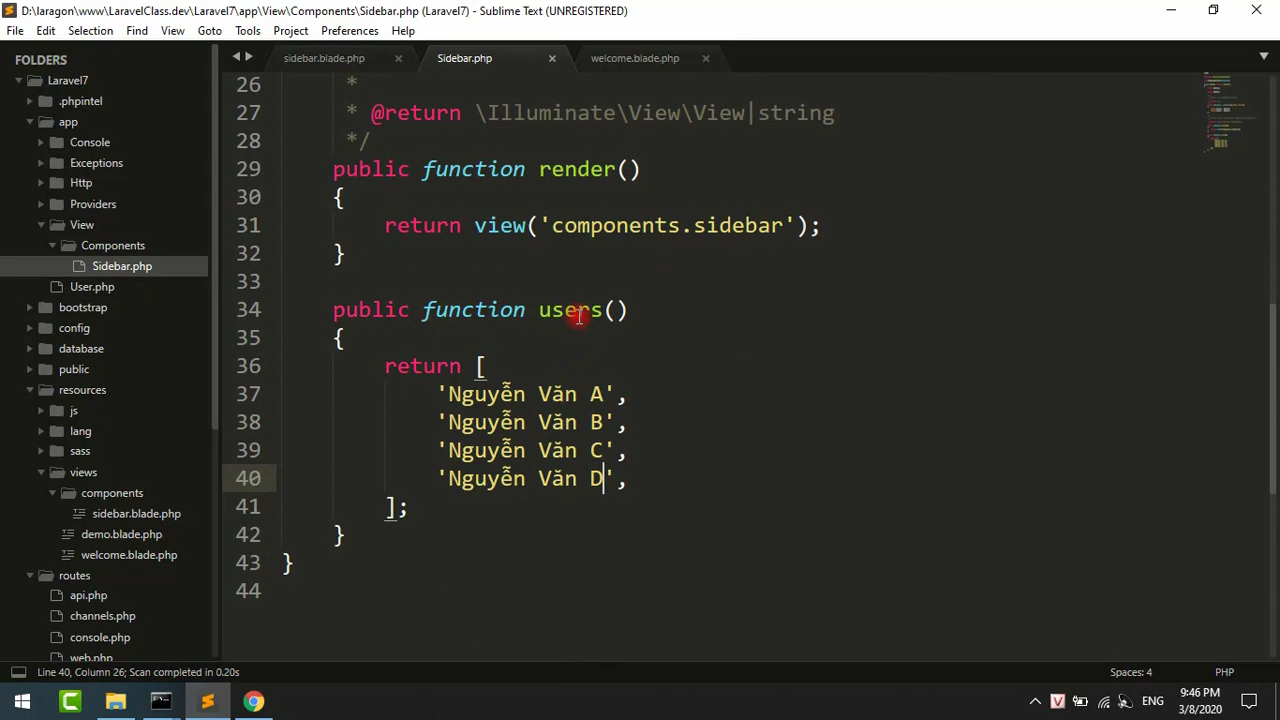 D:\laragon\www\LaravelClass.dev\Laravel7\app\View\Components\Sidebar.php (Laravel7) - Sublime Text (UNREGISTERED)
File Edit Selection Find View Goto Tools Project Preferences Help
FOLDERS
Laravel7
.phpintel
app
Console
Exceptions
Http
Providers
View
Components
Sidebar.php
User.php
bootstrap
config
database
public
resources
js
lang
sass
views
components
sidebar.blade.php
demo.blade.php
welcome.blade.php
routes
api.php
channels.php
console.php
web.php
sidebar.blade.php Sidebar.php welcome.blade.php
26 *
27 * @return \Illuminate\View\View|string
28 */
29 public function render()
30 {
31 return view('components.sidebar');
32 }
33
34 public function users()
35 {
36 return [
37 'Nguyễn Văn A',
38 'Nguyễn Văn B',
39 'Nguyễn Văn C',
40 'Nguyễn Văn D',
41 ];
42 }
43 }
44
Line 40, Column 26; Scan completed in 0.20s Spaces: 4 PHP
ENG 9:46 PM
3/8/2020